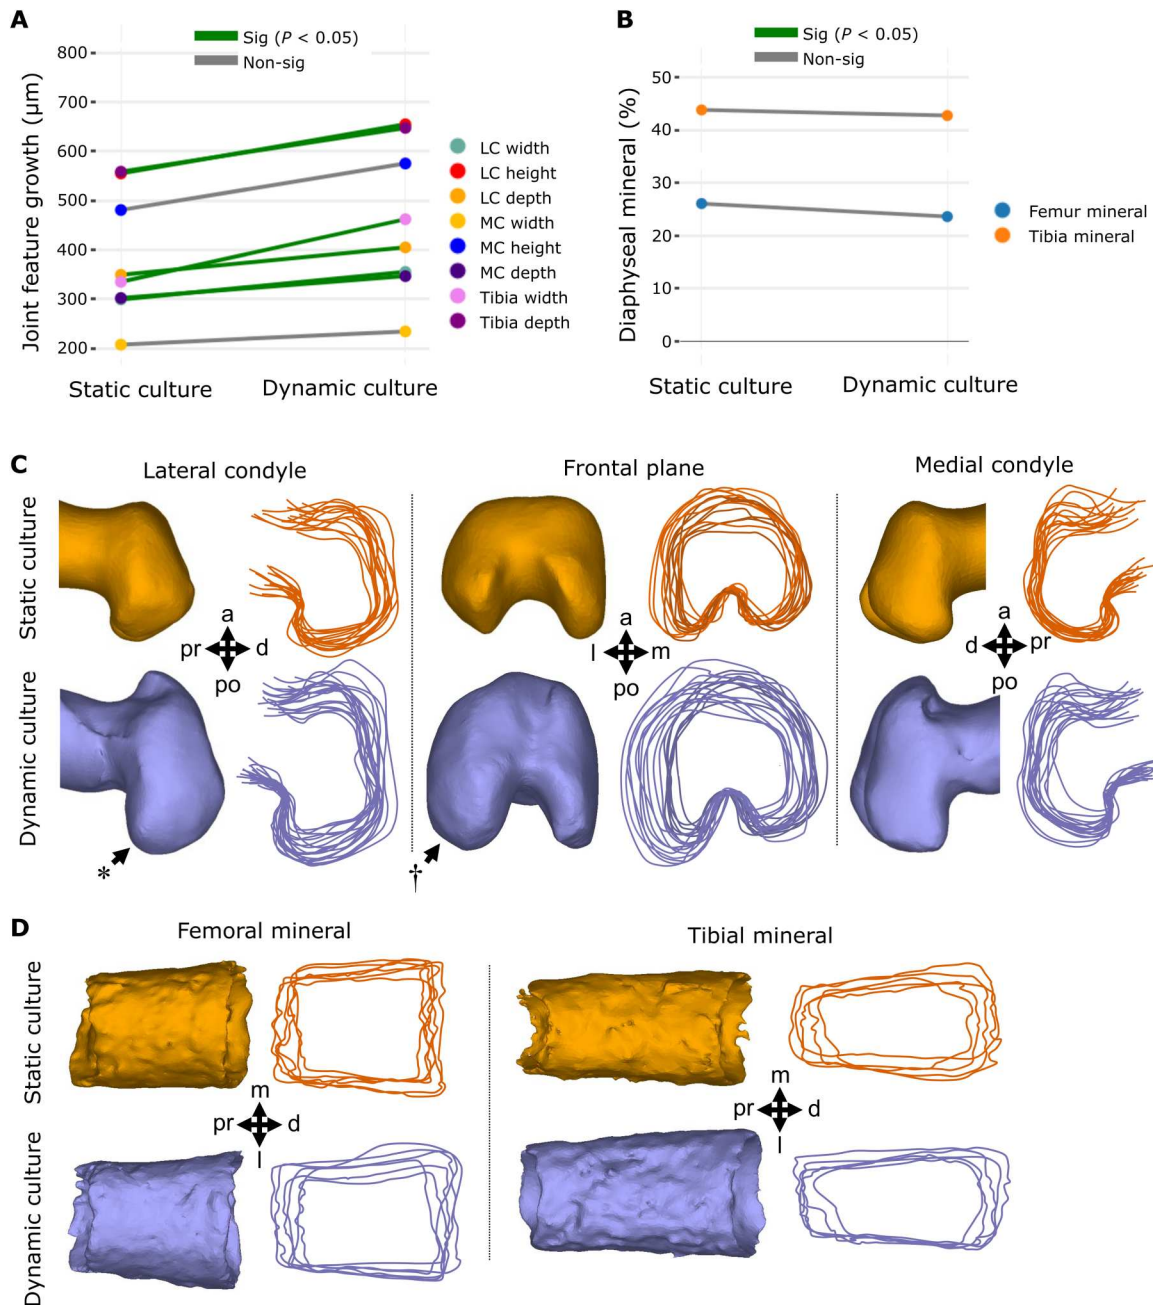 A
Sig (P < 0.05)
Non-sig
Joint feature growth (µm)
800
700
600
500
400
300
200
Static culture
Dynamic culture
LC width
LC height
LC depth
MC width
MC height
MC depth
Tibia width
Tibia depth
B
Sig (P < 0.05)
Non-sig
Diaphyseal mineral (%)
50
40
30
20
10
0
Static culture
Dynamic culture
Femur mineral
Tibia mineral
C
Lateral condyle
Frontal plane
Medial condyle
Static culture
a
pr d
po
a
l m
po
a
d pr
po
Dynamic culture
*
†
D
Femoral mineral
Tibial mineral
Static culture
m
pr d
l
m
pr d
l
Dynamic culture